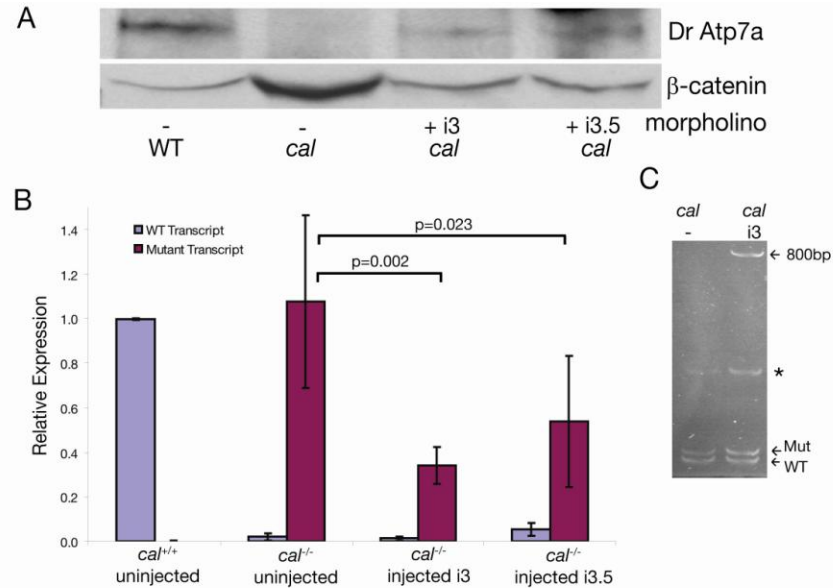 A
Dr Atp7a
β-catenin
- - + i3 + i3.5 morpholino
WT cal cal cal
B
WT Transcript
Mutant Transcript
Relative Expression
1.4
1.2
1.0
0.8
0.6
0.4
0.2
0.0
p=0.023
p=0.002
cal+/+ cal-/- cal-/- cal-/-
uninjected uninjected injected i3 injected i3.5
C
cal cal
- i3
← 800bp
*
← Mut
← WT